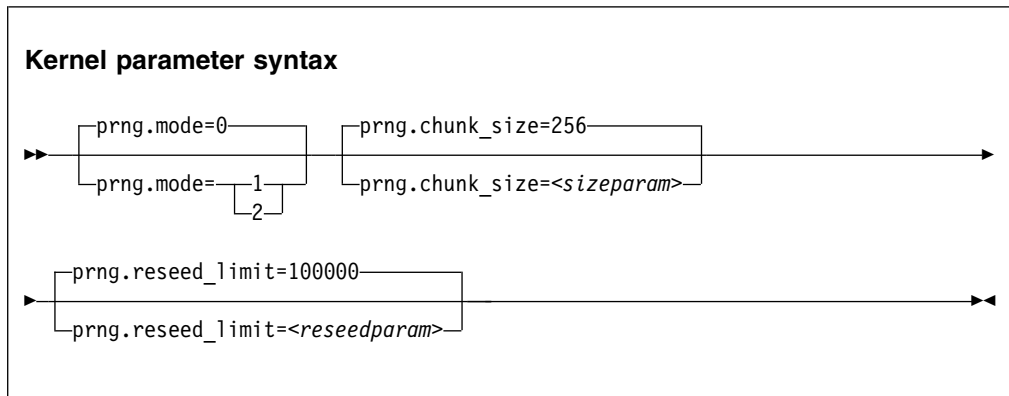 Kernel parameter syntax
prng.mode=0 prng.chunk_size=256
prng.mode= 1 prng.chunk_size=<sizeparam>
2
prng.reseed_limit=100000
prng.reseed_limit=<reseedparam>